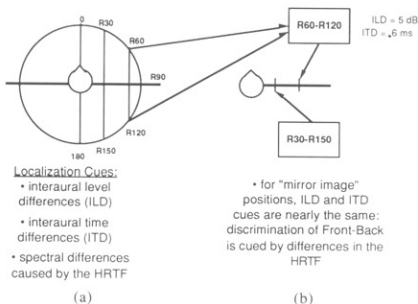 0
R30
R60
R90
R120
R150
180
Localization Cues:
• interaural level
differences (ILD)
• interaural time
differences (ITD)
• spectral differences
caused by the HRTF
(a)
R60-R120
ILD = 5 dB
ITD = .6 ms
R30-R150
• for "mirror image"
positions, ILD and ITD
cues are nearly the same:
discrimination of Front-Back
is cued by differences in the
HRTF
(b)